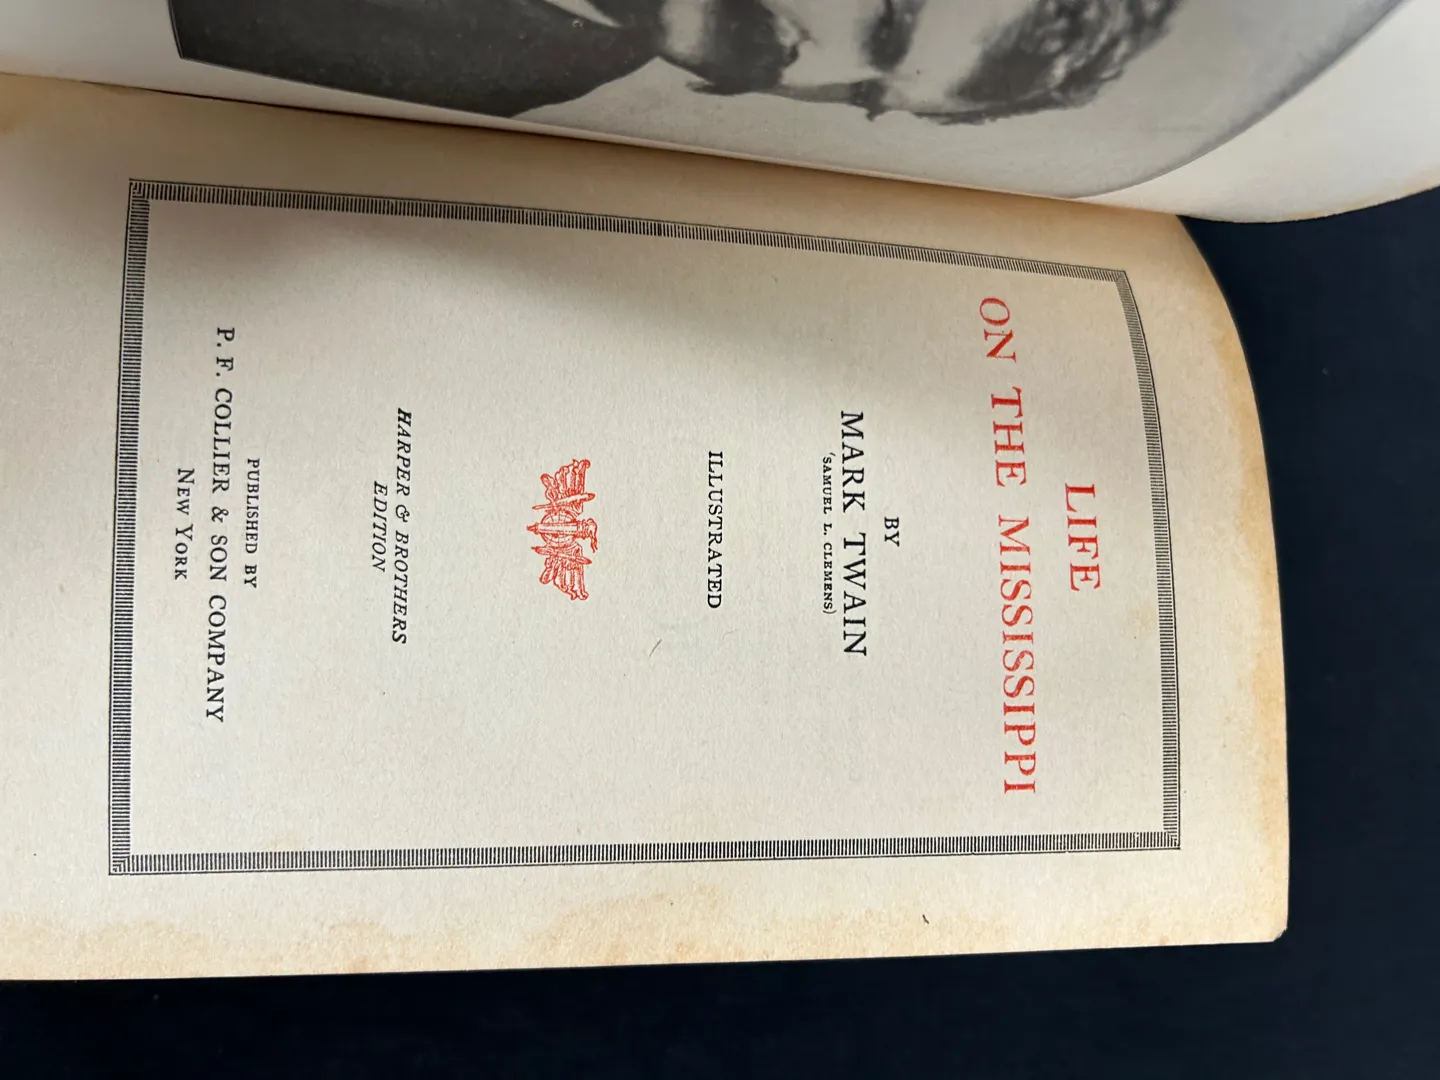 LIFE
ON THE MISSISSIPPI
BY
MARK TWAIN
(SAMUEL L. CLEMENS)
ILLUSTRATED
HARPER & BROTHERS
EDITION
PUBLISHED BY
P. F. COLLIER & SON COMPANY
NEW YORK